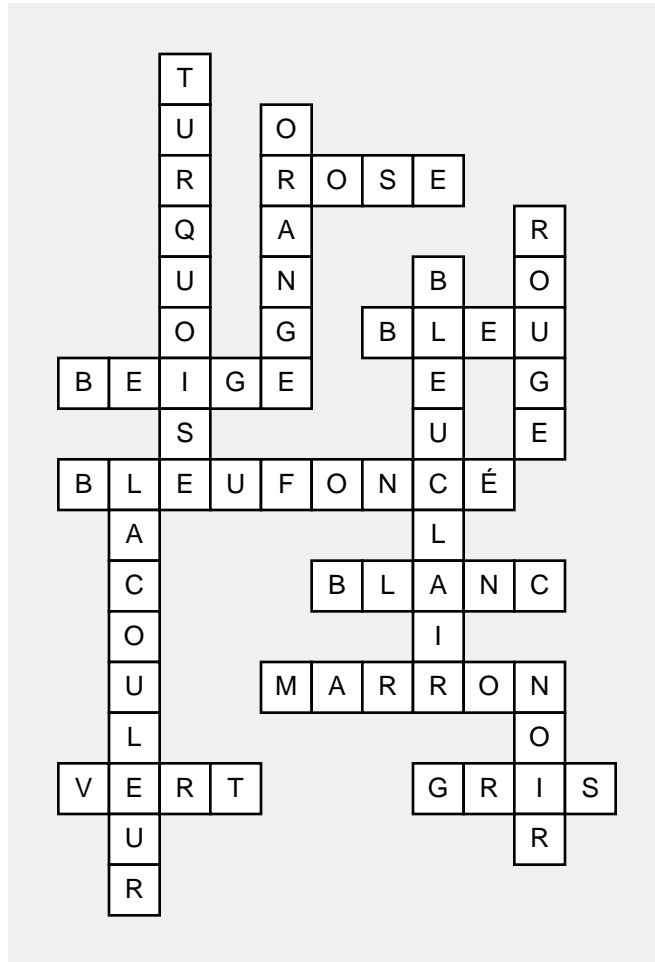 T
U O
R R O S E
Q A R
U N B O
O G B L E U
B E I G E E G
S U E
B L E U F O N C É
A L
C B L A N C
O I
U M A R R O N
L O
V E R T G R I S
U R
R